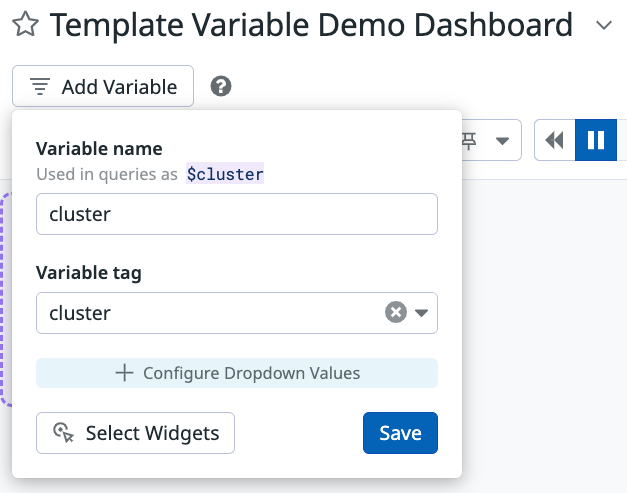 Template Variable Demo Dashboard
Add Variable
Variable name
Used in queries as $cluster
cluster
Variable tag
cluster
Configure Dropdown Values
Select Widgets
Save